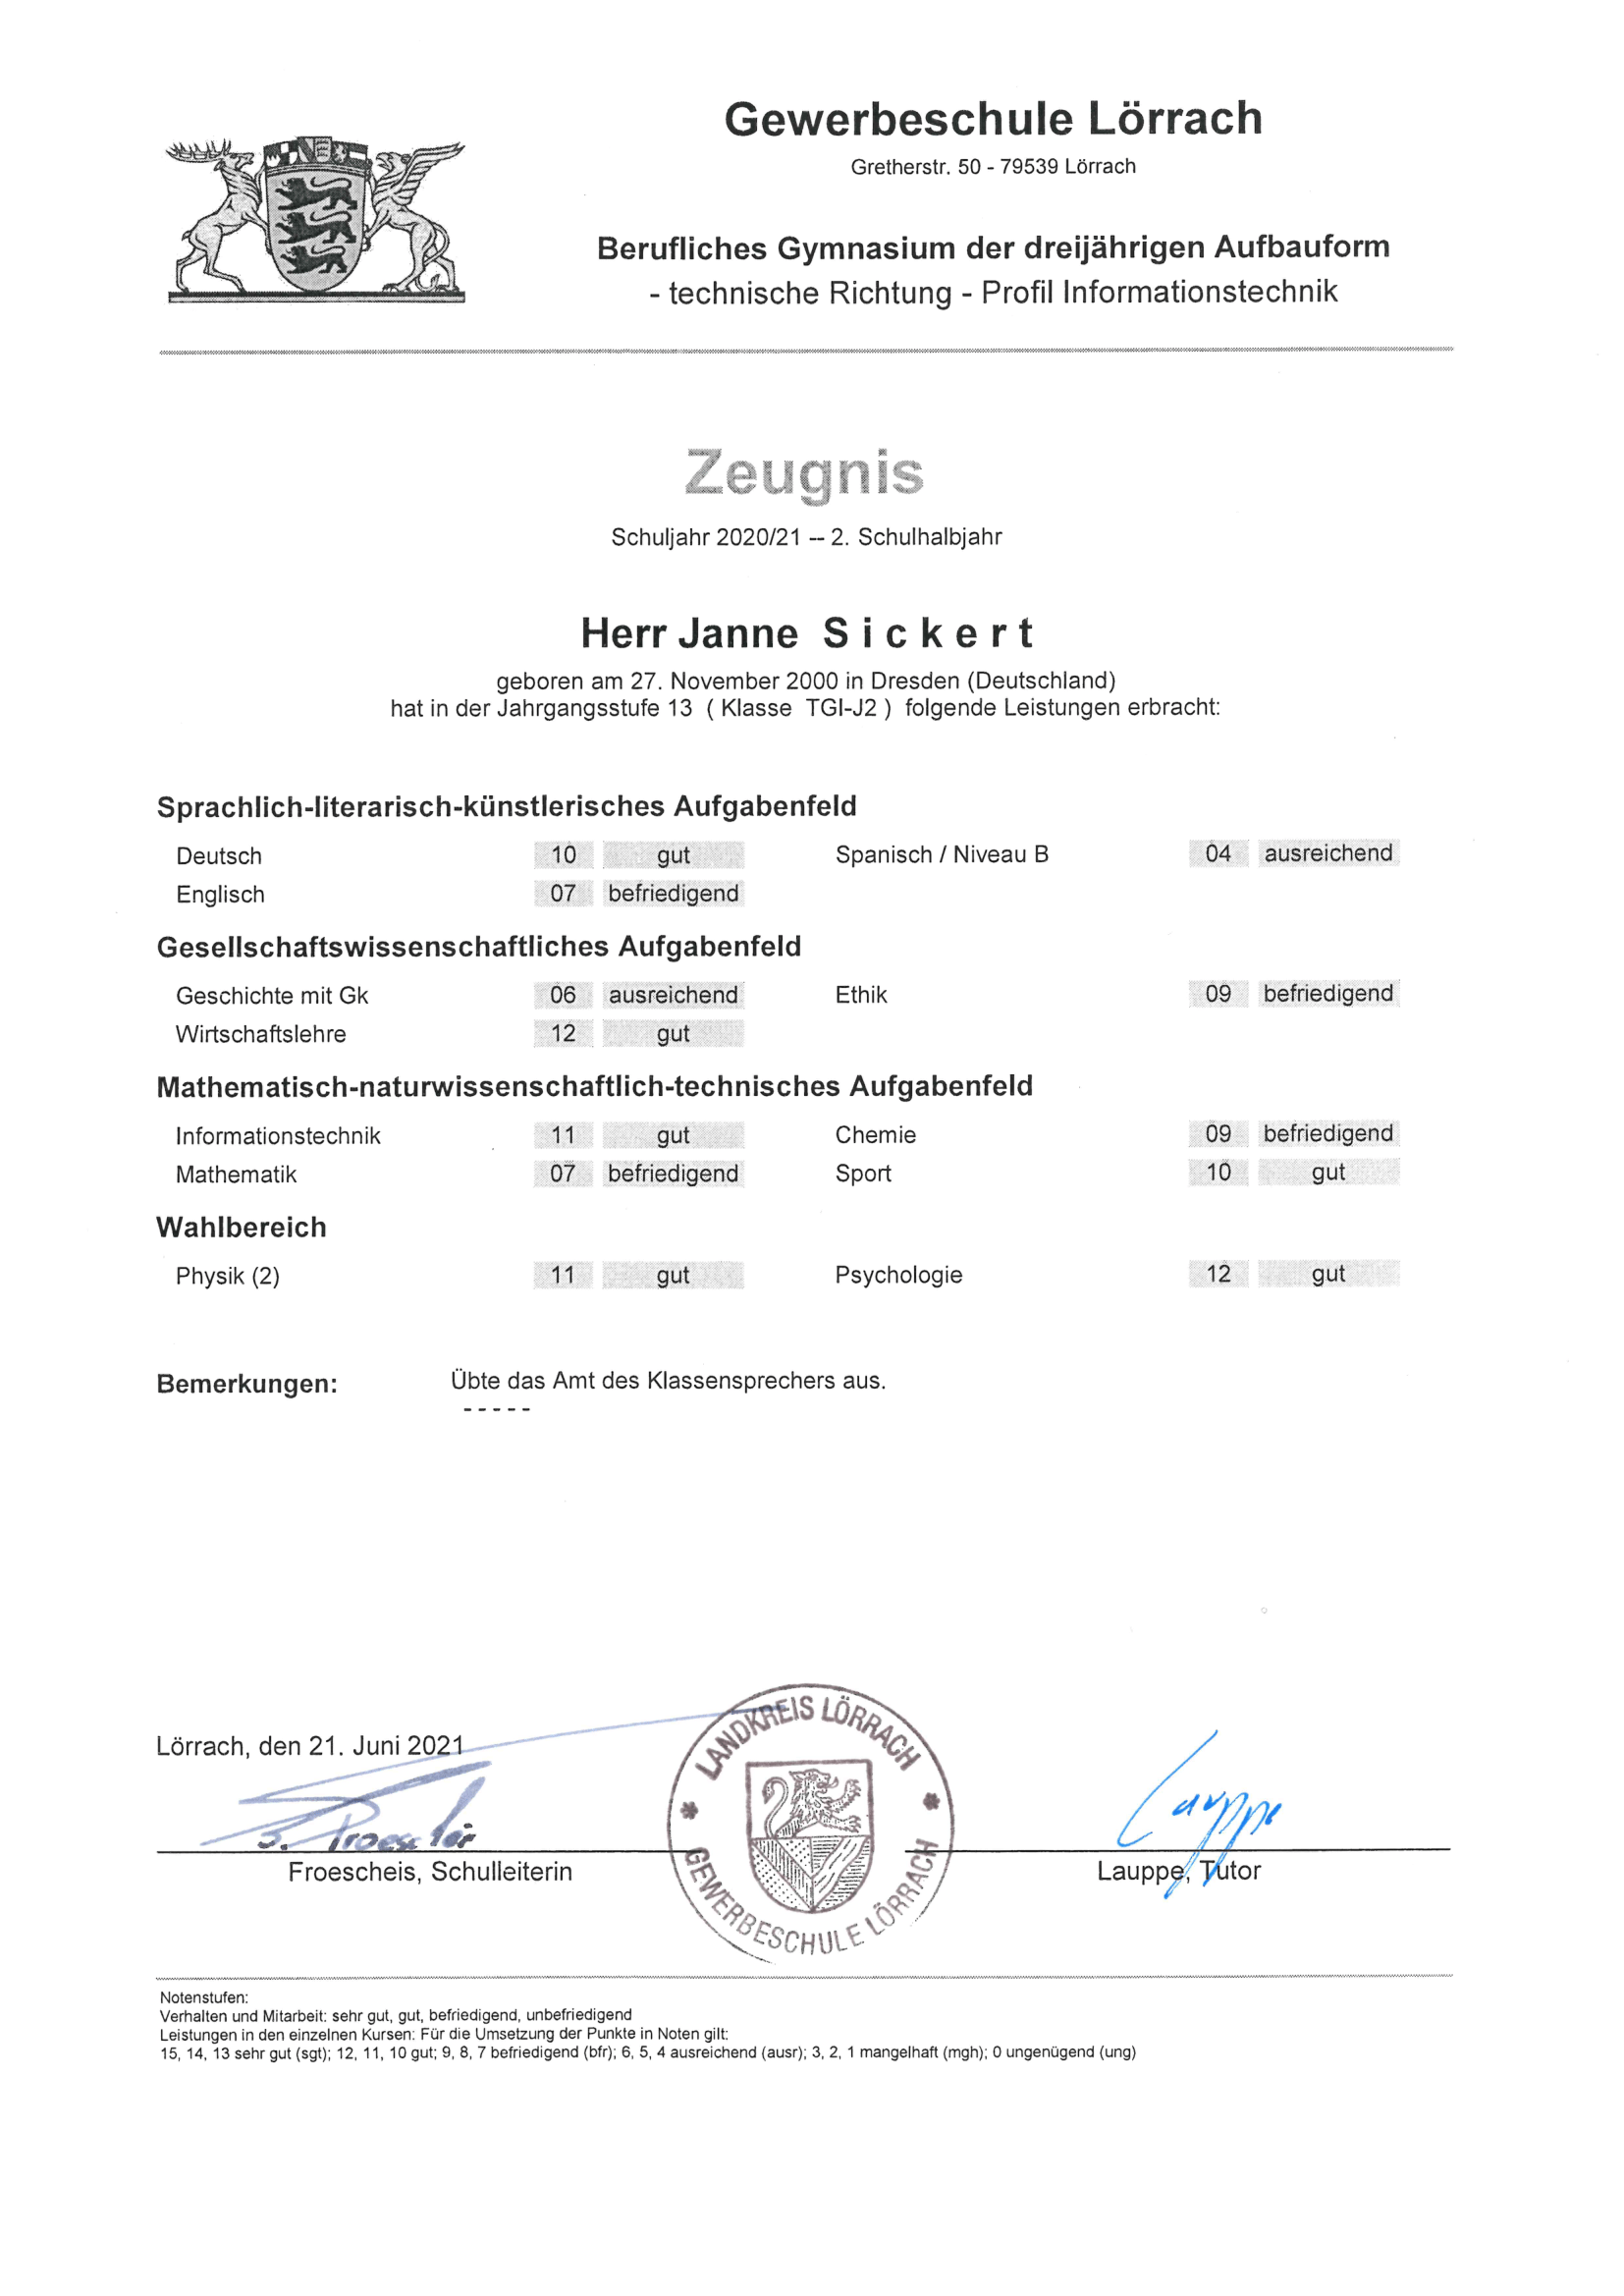 Gewerbeschule Lörrach
Gretherstr. 50 - 79539 Lörrach
Berufliches Gymnasium der dreijährigen Aufbauform
- technische Richtung - Profil Informationstechnik
Zeugnis
Schuljahr 2020/21 -- 2. Schulhalbjahr
Herr Janne Sickert
geboren am 27. November 2000 in Dresden (Deutschland)
hat in der Jahrgangsstufe 13 ( Klasse TGI-J2 ) folgende Leistungen erbracht:
Sprachlich-literarisch-künstlerisches Aufgabenfeld
Deutsch 10 gut Spanisch / Niveau B 04 ausreichend
Englisch 07 befriedigend
Gesellschaftswissenschaftliches Aufgabenfeld
Geschichte mit Gk 06 ausreichend Ethik 09 befriedigend
Wirtschaftslehre 12 gut
Mathematisch-naturwissenschaftlich-technisches Aufgabenfeld
Informationstechnik 11 gut Chemie 09 befriedigend
Mathematik 07 befriedigend Sport 10 gut
Wahlbereich
Physik (2) 11 gut Psychologie 12 gut
Bemerkungen: Übte das Amt des Klassensprechers aus.
- - - - -
LANDKREIS LÖRRACH
Lörrach, den 21. Juni 2021
Lauppe
Froescheis, Schulleiterin
Lauppe, Tutor
GEWERBESCHULE LÖRRACH
Notenstufen:
Verhalten und Mitarbeit: sehr gut, gut, befriedigend, unbefriedigend
Leistungen in den einzelnen Kursen: Für die Umsetzung der Punkte in Noten gilt:
15, 14, 13 sehr gut (sgt); 12, 11, 10 gut; 9, 8, 7 befriedigend (bfr); 6, 5, 4 ausreichend (ausr); 3, 2, 1 mangelhaft (mgh); 0 ungenügend (ung)